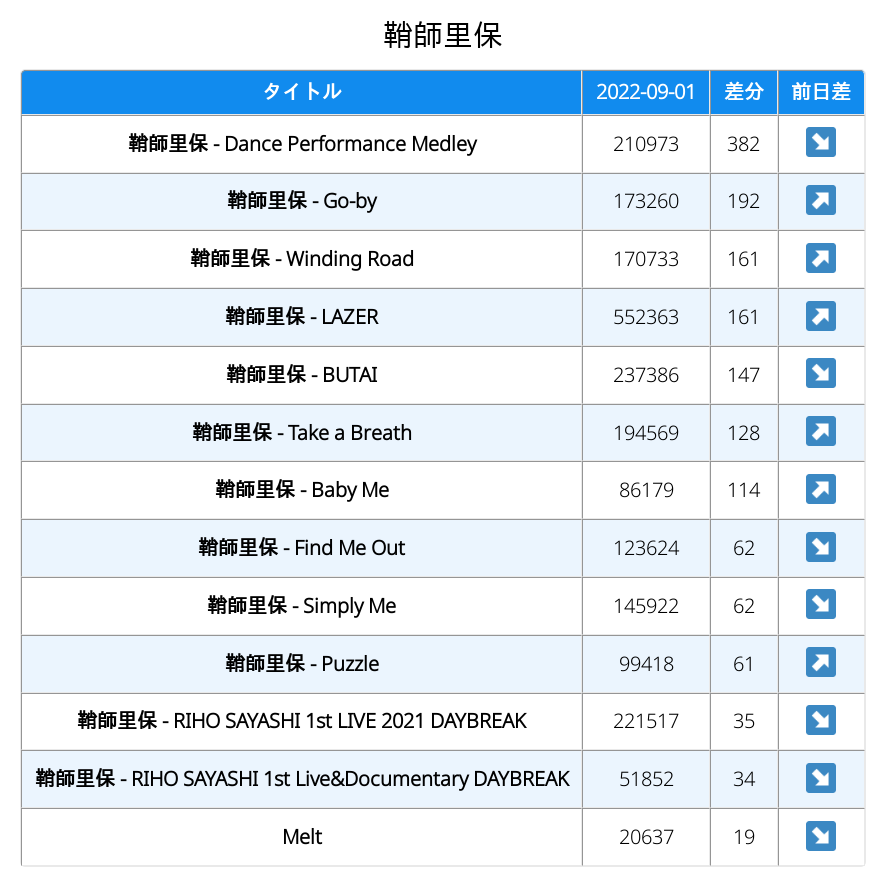 鞘師里保
タイトル 2022-09-01 差分 前日差
鞘師里保 - Dance Performance Medley 210973 382 ↘
鞘師里保 - Go-by 173260 192 ↗
鞘師里保 - Winding Road 170733 161 ↗
鞘師里保 - LAZER 552363 161 ↗
鞘師里保 - BUTAI 237386 147 ↘
鞘師里保 - Take a Breath 194569 128 ↗
鞘師里保 - Baby Me 86179 114 ↗
鞘師里保 - Find Me Out 123624 62 ↘
鞘師里保 - Simply Me 145922 62 ↘
鞘師里保 - Puzzle 99418 61 ↗
鞘師里保 - RIHO SAYASHI 1st LIVE 2021 DAYBREAK 221517 35 ↘
鞘師里保 - RIHO SAYASHI 1st Live&Documentary DAYBREAK 51852 34 ↘
Melt 20637 19 ↘